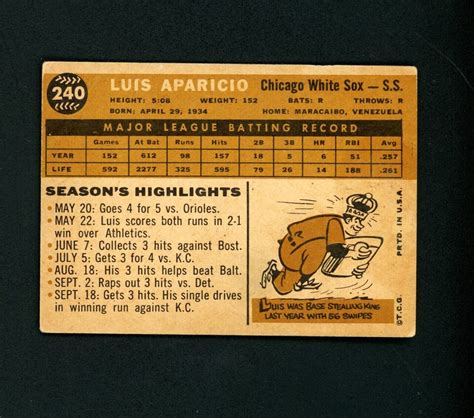 240
LUIS APARICIO Chicago White Sox — S.S.
HEIGHT: 5:08 WEIGHT: 152 BATS: R THROWS: R
BORN: APRIL 29, 1934 HOME: MARACAIBO, VENEZUELA
MAJOR LEAGUE BATTING RECORD
Games At Bat Runs Hits 2B 3B HR RBI Avg.
YEAR 152 612 98 157 18 5 6 51 .257
LIFE 592 2272 365 595 79 26 14 188 .261
SEASON'S HIGHLIGHTS
• MAY 20: Goes 4 for 5 vs. Orioles.
• MAY 22: Luis scores both runs in 2-1
win over Athletics.
• JUNE 7: Collects 3 hits against Bost.
• JULY 5: Gets 3 for 4 vs. K.C.
• AUG. 18: His 3 hits helps beat Balt.
• SEPT. 2: Raps out 3 hits vs. Det.
• SEPT. 18: Gets 3 hits. His single drives
in winning run against K.C.
LUIS WAS BASE STEALING KING
LAST YEAR WITH 56 SWIPES
©T.C.G. PRTD. IN U.S.A.